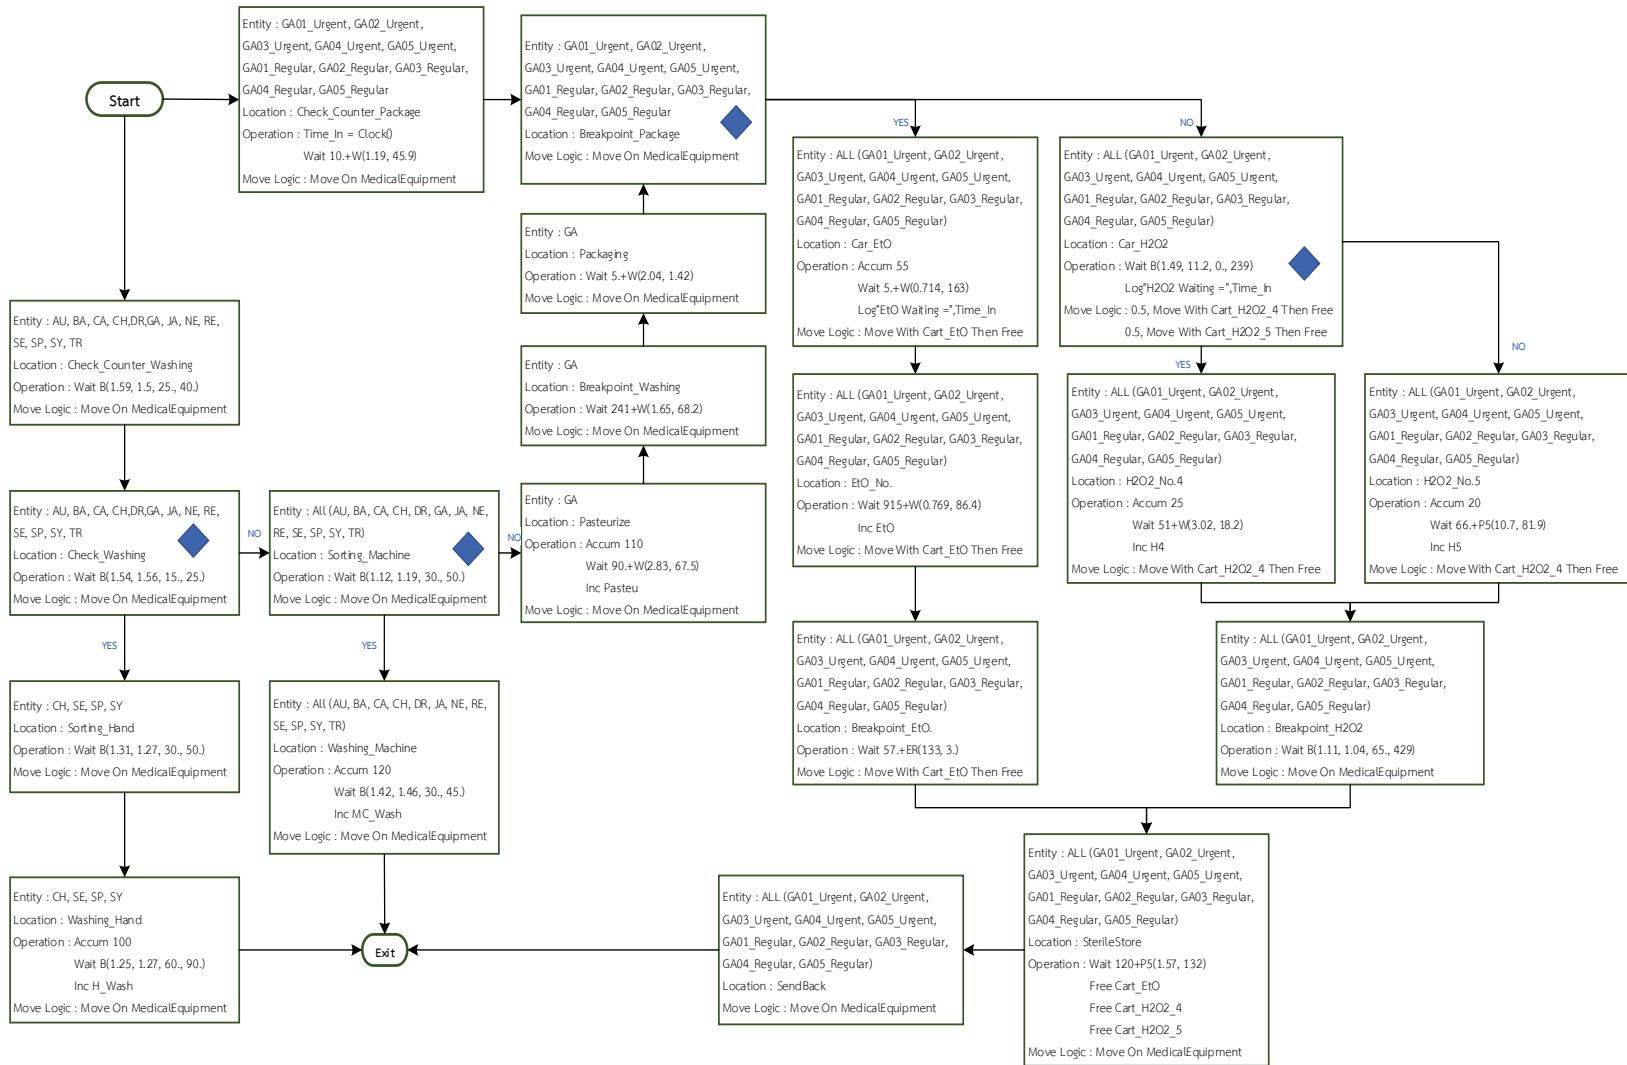 Start
Entity : GA01_Urgent, GA02_Urgent,
GA03_Urgent, GA04_Urgent, GA05_Urgent,
GA01_Regular, GA02_Regular, GA03_Regular,
GA04_Regular, GA05_Regular
Location : Check_Counter_Package
Operation : Time_In = Clock()
Wait 10.+W(1.19, 45.9)
Move Logic : Move On MedicalEquipment
Entity : GA01_Urgent, GA02_Urgent,
GA03_Urgent, GA04_Urgent, GA05_Urgent,
GA01_Regular, GA02_Regular, GA03_Regular,
GA04_Regular, GA05_Regular
Location : Breakpoint_Package
Move Logic : Move On MedicalEquipment
YES
NO
Entity : ALL (GA01_Urgent, GA02_Urgent,
GA03_Urgent, GA04_Urgent, GA05_Urgent,
GA01_Regular, GA02_Regular, GA03_Regular,
GA04_Regular, GA05_Regular)
Location : Car_EtO
Operation : Accum 55
Wait 5.+W(0.714, 163)
Log"EtO Waiting =",Time_In
Move Logic : Move With Cart_EtO Then Free
Entity : ALL (GA01_Urgent, GA02_Urgent,
GA03_Urgent, GA04_Urgent, GA05_Urgent,
GA01_Regular, GA02_Regular, GA03_Regular,
GA04_Regular, GA05_Regular)
Location : Car_H2O2
Operation : Wait B(1.49, 11.2, 0., 239)
Log"H2O2 Waiting =",Time_In
Move Logic : 0.5, Move With Cart_H2O2_4 Then Free
0.5, Move With Cart_H2O2_5 Then Free
YES
NO
Entity : GA
Location : Packaging
Operation : Wait 5.+W(2.04, 1.42)
Move Logic : Move On MedicalEquipment
Entity : GA
Location : Breakpoint_Washing
Operation : Wait 241+W(1.65, 68.2)
Move Logic : Move On MedicalEquipment
Entity : GA
Location : Pasteurize
Operation : Accum 110
Wait 90.+W(2.83, 67.5)
Inc Pasteu
Move Logic : Move On MedicalEquipment
Entity : AU, BA, CA, CH,DR,GA, JA, NE, RE,
SE, SP, SY, TR
Location : Check_Counter_Washing
Operation : Wait B(1.59, 1.5, 25., 40.)
Move Logic : Move On MedicalEquipment
Entity : AU, BA, CA, CH,DR,GA, JA, NE, RE,
SE, SP, SY, TR
Location : Check_Washing
Operation : Wait B(1.54, 1.56, 15., 25.)
Move Logic : Move On MedicalEquipment
NO
Entity : All (AU, BA, CA, CH, DR, GA, JA, NE,
RE, SE, SP, SY, TR)
Location : Sorting_Machine
Operation : Wait B(1.12, 1.19, 30., 50.)
Move Logic : Move On MedicalEquipment
NO
YES
YES
Entity : CH, SE, SP, SY
Location : Sorting_Hand
Operation : Wait B(1.31, 1.27, 30., 50.)
Move Logic : Move On MedicalEquipment
Entity : All (AU, BA, CA, CH, DR, JA, NE, RE,
SE, SP, SY, TR)
Location : Washing_Machine
Operation : Accum 120
Wait B(1.42, 1.46, 30., 45.)
Inc MC_Wash
Move Logic : Move On MedicalEquipment
Entity : CH, SE, SP, SY
Location : Washing_Hand
Operation : Accum 100
Wait B(1.25, 1.27, 60., 90.)
Inc H_Wash
Move Logic : Move On MedicalEquipment
Exit
Entity : ALL (GA01_Urgent, GA02_Urgent,
GA03_Urgent, GA04_Urgent, GA05_Urgent,
GA01_Regular, GA02_Regular, GA03_Regular,
GA04_Regular, GA05_Regular)
Location : EtO_No.
Operation : Wait 915+W(0.769, 86.4)
Inc EtO
Move Logic : Move With Cart_EtO Then Free
Entity : ALL (GA01_Urgent, GA02_Urgent,
GA03_Urgent, GA04_Urgent, GA05_Urgent,
GA01_Regular, GA02_Regular, GA03_Regular,
GA04_Regular, GA05_Regular)
Location : H2O2_No.4
Operation : Accum 25
Wait 51+W(3.02, 18.2)
Inc H4
Move Logic : Move With Cart_H2O2_4 Then Free
Entity : ALL (GA01_Urgent, GA02_Urgent,
GA03_Urgent, GA04_Urgent, GA05_Urgent,
GA01_Regular, GA02_Regular, GA03_Regular,
GA04_Regular, GA05_Regular)
Location : H2O2_No.5
Operation : Accum 20
Wait 66.+P5(10.7, 81.9)
Inc H5
Move Logic : Move With Cart_H2O2_4 Then Free
Entity : ALL (GA01_Urgent, GA02_Urgent,
GA03_Urgent, GA04_Urgent, GA05_Urgent,
GA01_Regular, GA02_Regular, GA03_Regular,
GA04_Regular, GA05_Regular)
Location : Breakpoint_EtO.
Operation : Wait 57.+ER(133, 3.)
Move Logic : Move With Cart_EtO Then Free
Entity : ALL (GA01_Urgent, GA02_Urgent,
GA03_Urgent, GA04_Urgent, GA05_Urgent,
GA01_Regular, GA02_Regular, GA03_Regular,
GA04_Regular, GA05_Regular)
Location : Breakpoint_H2O2
Operation : Wait B(1.11, 1.04, 65., 429)
Move Logic : Move On MedicalEquipment
Entity : ALL (GA01_Urgent, GA02_Urgent,
GA03_Urgent, GA04_Urgent, GA05_Urgent,
GA01_Regular, GA02_Regular, GA03_Regular,
GA04_Regular, GA05_Regular)
Location : SterileStore
Operation : Wait 120+P5(1.57, 132)
Free Cart_EtO
Free Cart_H2O2_4
Free Cart_H2O2_5
Move Logic : Move On MedicalEquipment
Entity : ALL (GA01_Urgent, GA02_Urgent,
GA03_Urgent, GA04_Urgent, GA05_Urgent,
GA01_Regular, GA02_Regular, GA03_Regular,
GA04_Regular, GA05_Regular)
Location : SendBack
Move Logic : Move On MedicalEquipment